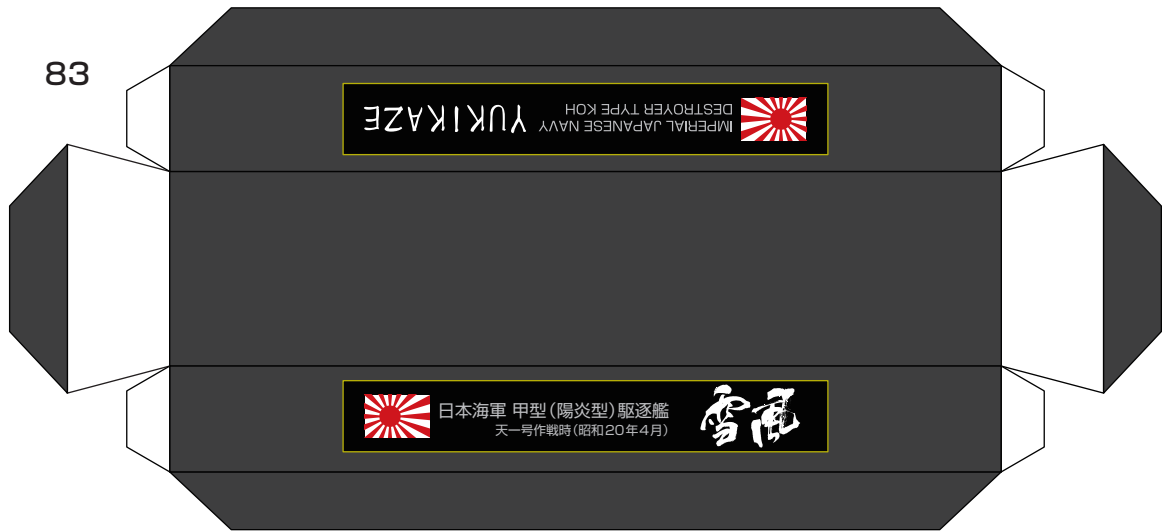 83
IMPERIAL JAPANESE NAVY
DESTROYER TYPE KOH
YUKIKAZE
日本海軍 甲型(陽炎型)駆逐艦
天一号作戦時(昭和20年4月)
雪風